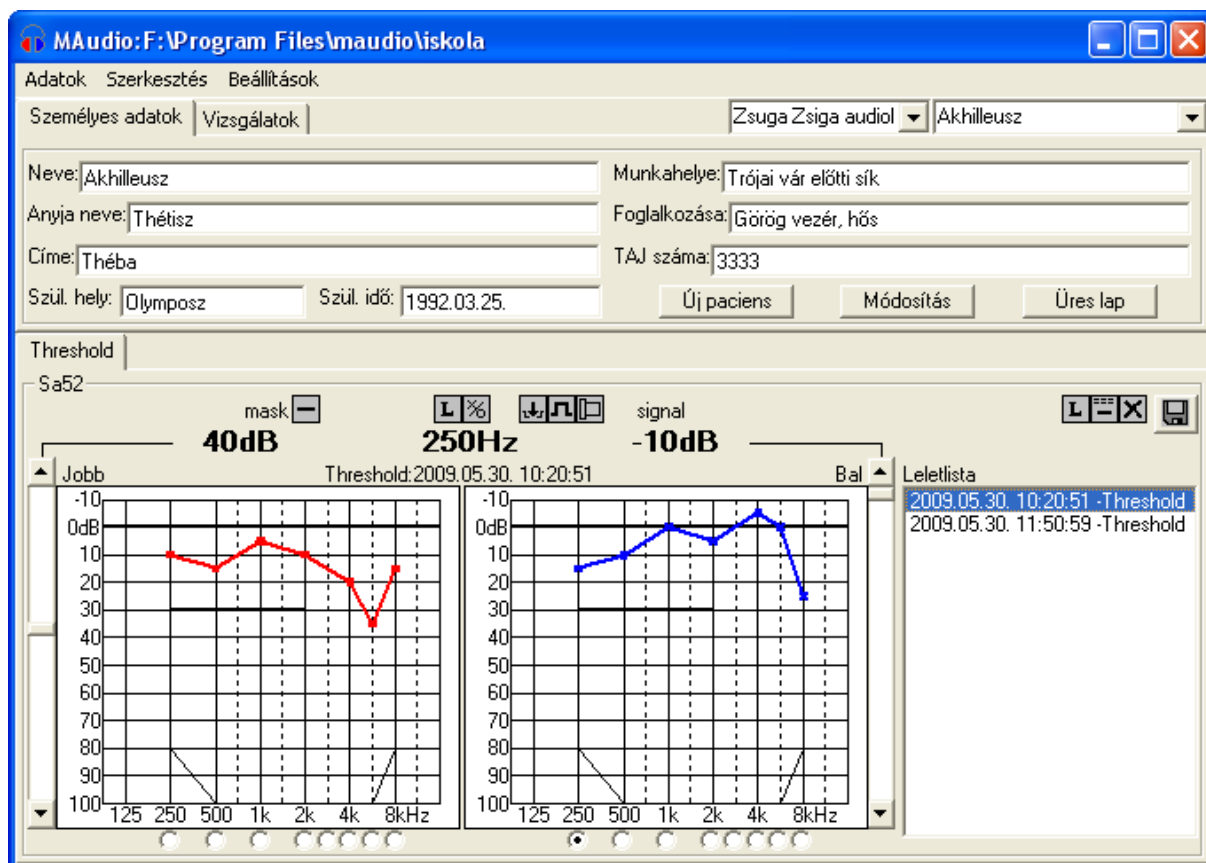 MAudio:F:\Program Files\maudio\iskola
Adatok Szerkesztés Beállítások
Személyes adatok Vizsgálatok Zsuga Zsiga audiol Akhilleusz
Neve: Akhilleusz Munkahelye: Trójai vár előtti sík
Anyja neve: Thétisz Foglalkozása: Görög vezér, hős
Címe: Théba TAJ száma: 3333
Szül. hely: Olymposz Szül. idő: 1992.03.25. Új paciens Módosítás Üres lap
Threshold
Sa52
mask L % signal L
40dB 250Hz -10dB
Jobb Threshold:2009.05.30. 10:20:51 Bal Leletlista
-10 -10 2009.05.30. 10:20:51 -Threshold
0dB 0dB 2009.05.30. 11:50:59 -Threshold
10 10
20 20
30 30
40 40
50 50
60 60
70 70
80 80
90 90
100 100
125 250 500 1k 2k 4k 8kHz 125 250 500 1k 2k 4k 8kHz